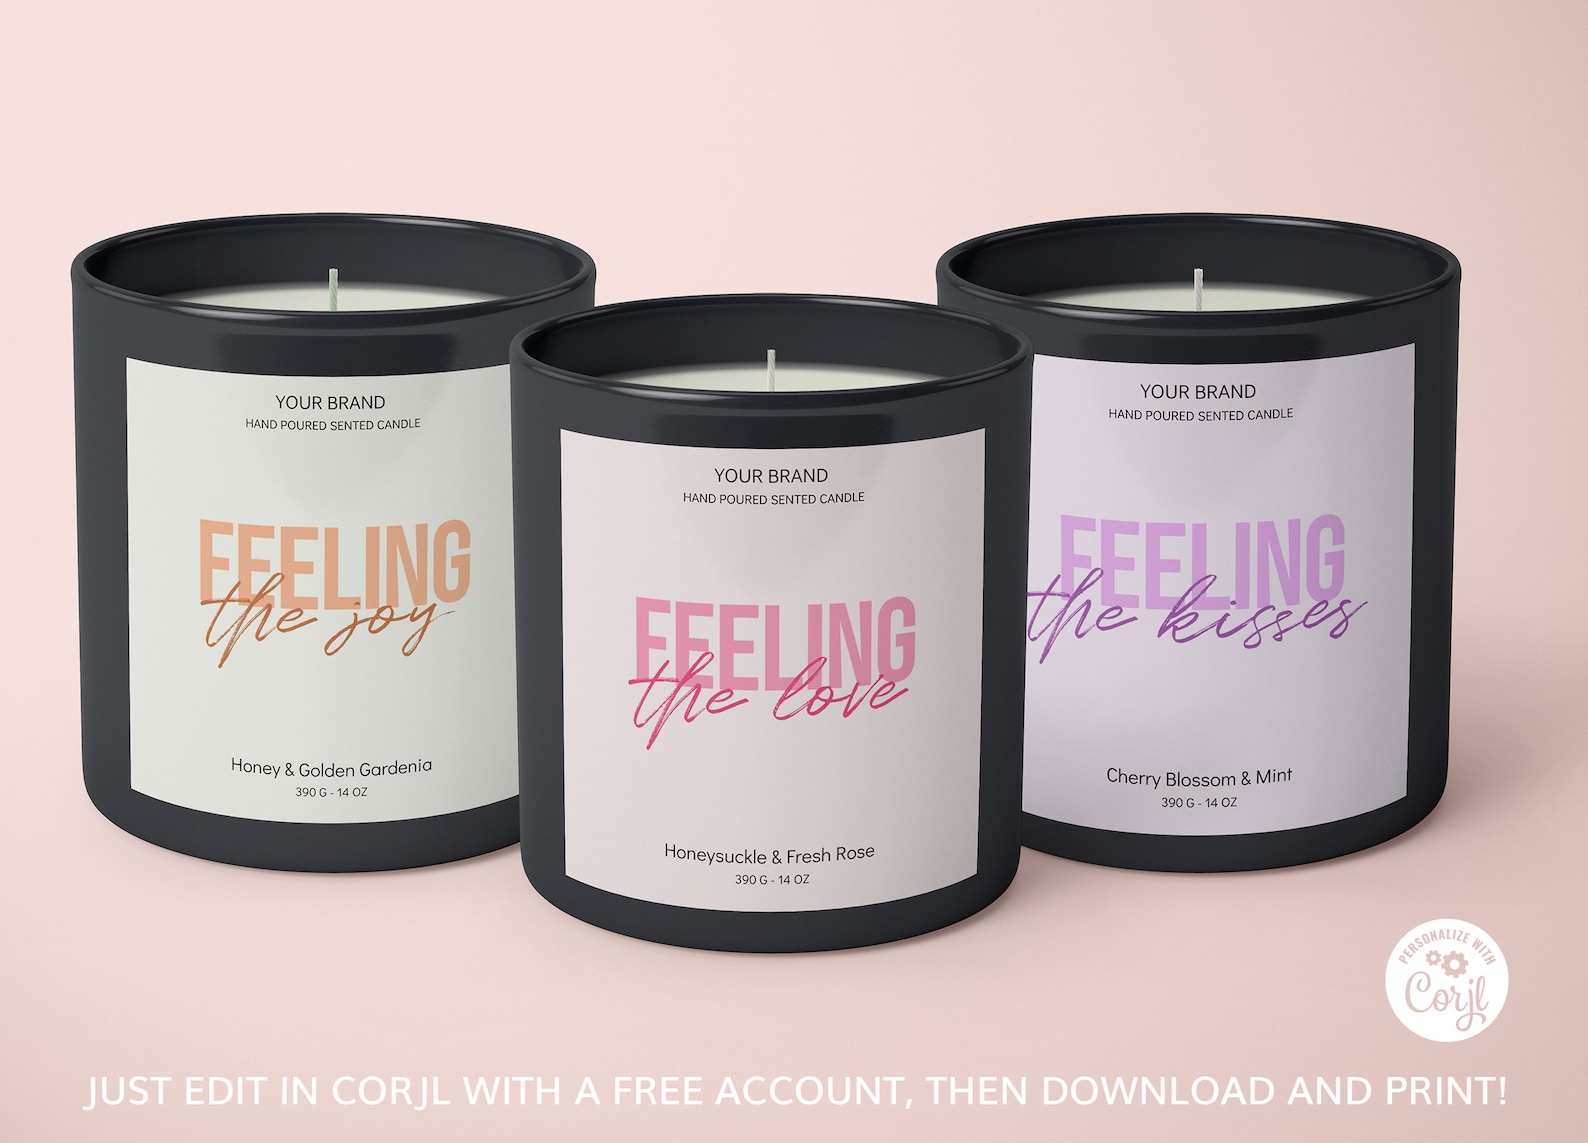 YOUR BRAND
HAND POURED SENTED CANDLE
FEELING
the joy
Honey & Golden Gardenia
390 G - 14 OZ
YOUR BRAND
HAND POURED SENTED CANDLE
FEELING
the love
Honeysuckle & Fresh Rose
390 G - 14 OZ
YOUR BRAND
HAND POURED SENTED CANDLE
FEELING
the kisses
Cherry Blossom & Mint
390 G - 14 OZ
PERSONALIZE WITH
Corjl
JUST EDIT IN CORJL WITH A FREE ACCOUNT, THEN DOWNLOAD AND PRINT!